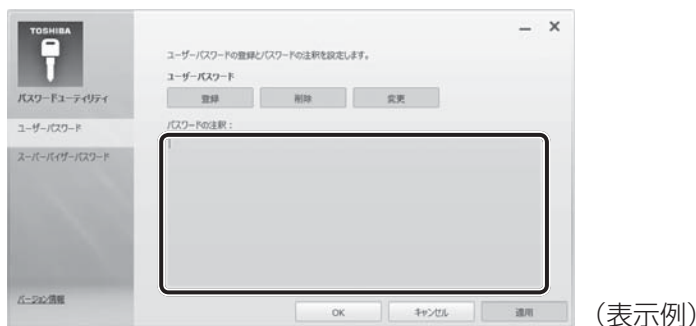 TOSHIBA
パスワードユーティリティ
ユーザーパスワード
スーパーバイザーパスワード
バージョン情報
ユーザーパスワードの登録とパスワードの注釈を設定します。
ユーザーパスワード
登録 削除 変更
パスワードの注釈:
OK キャンセル 適用
(表示例)